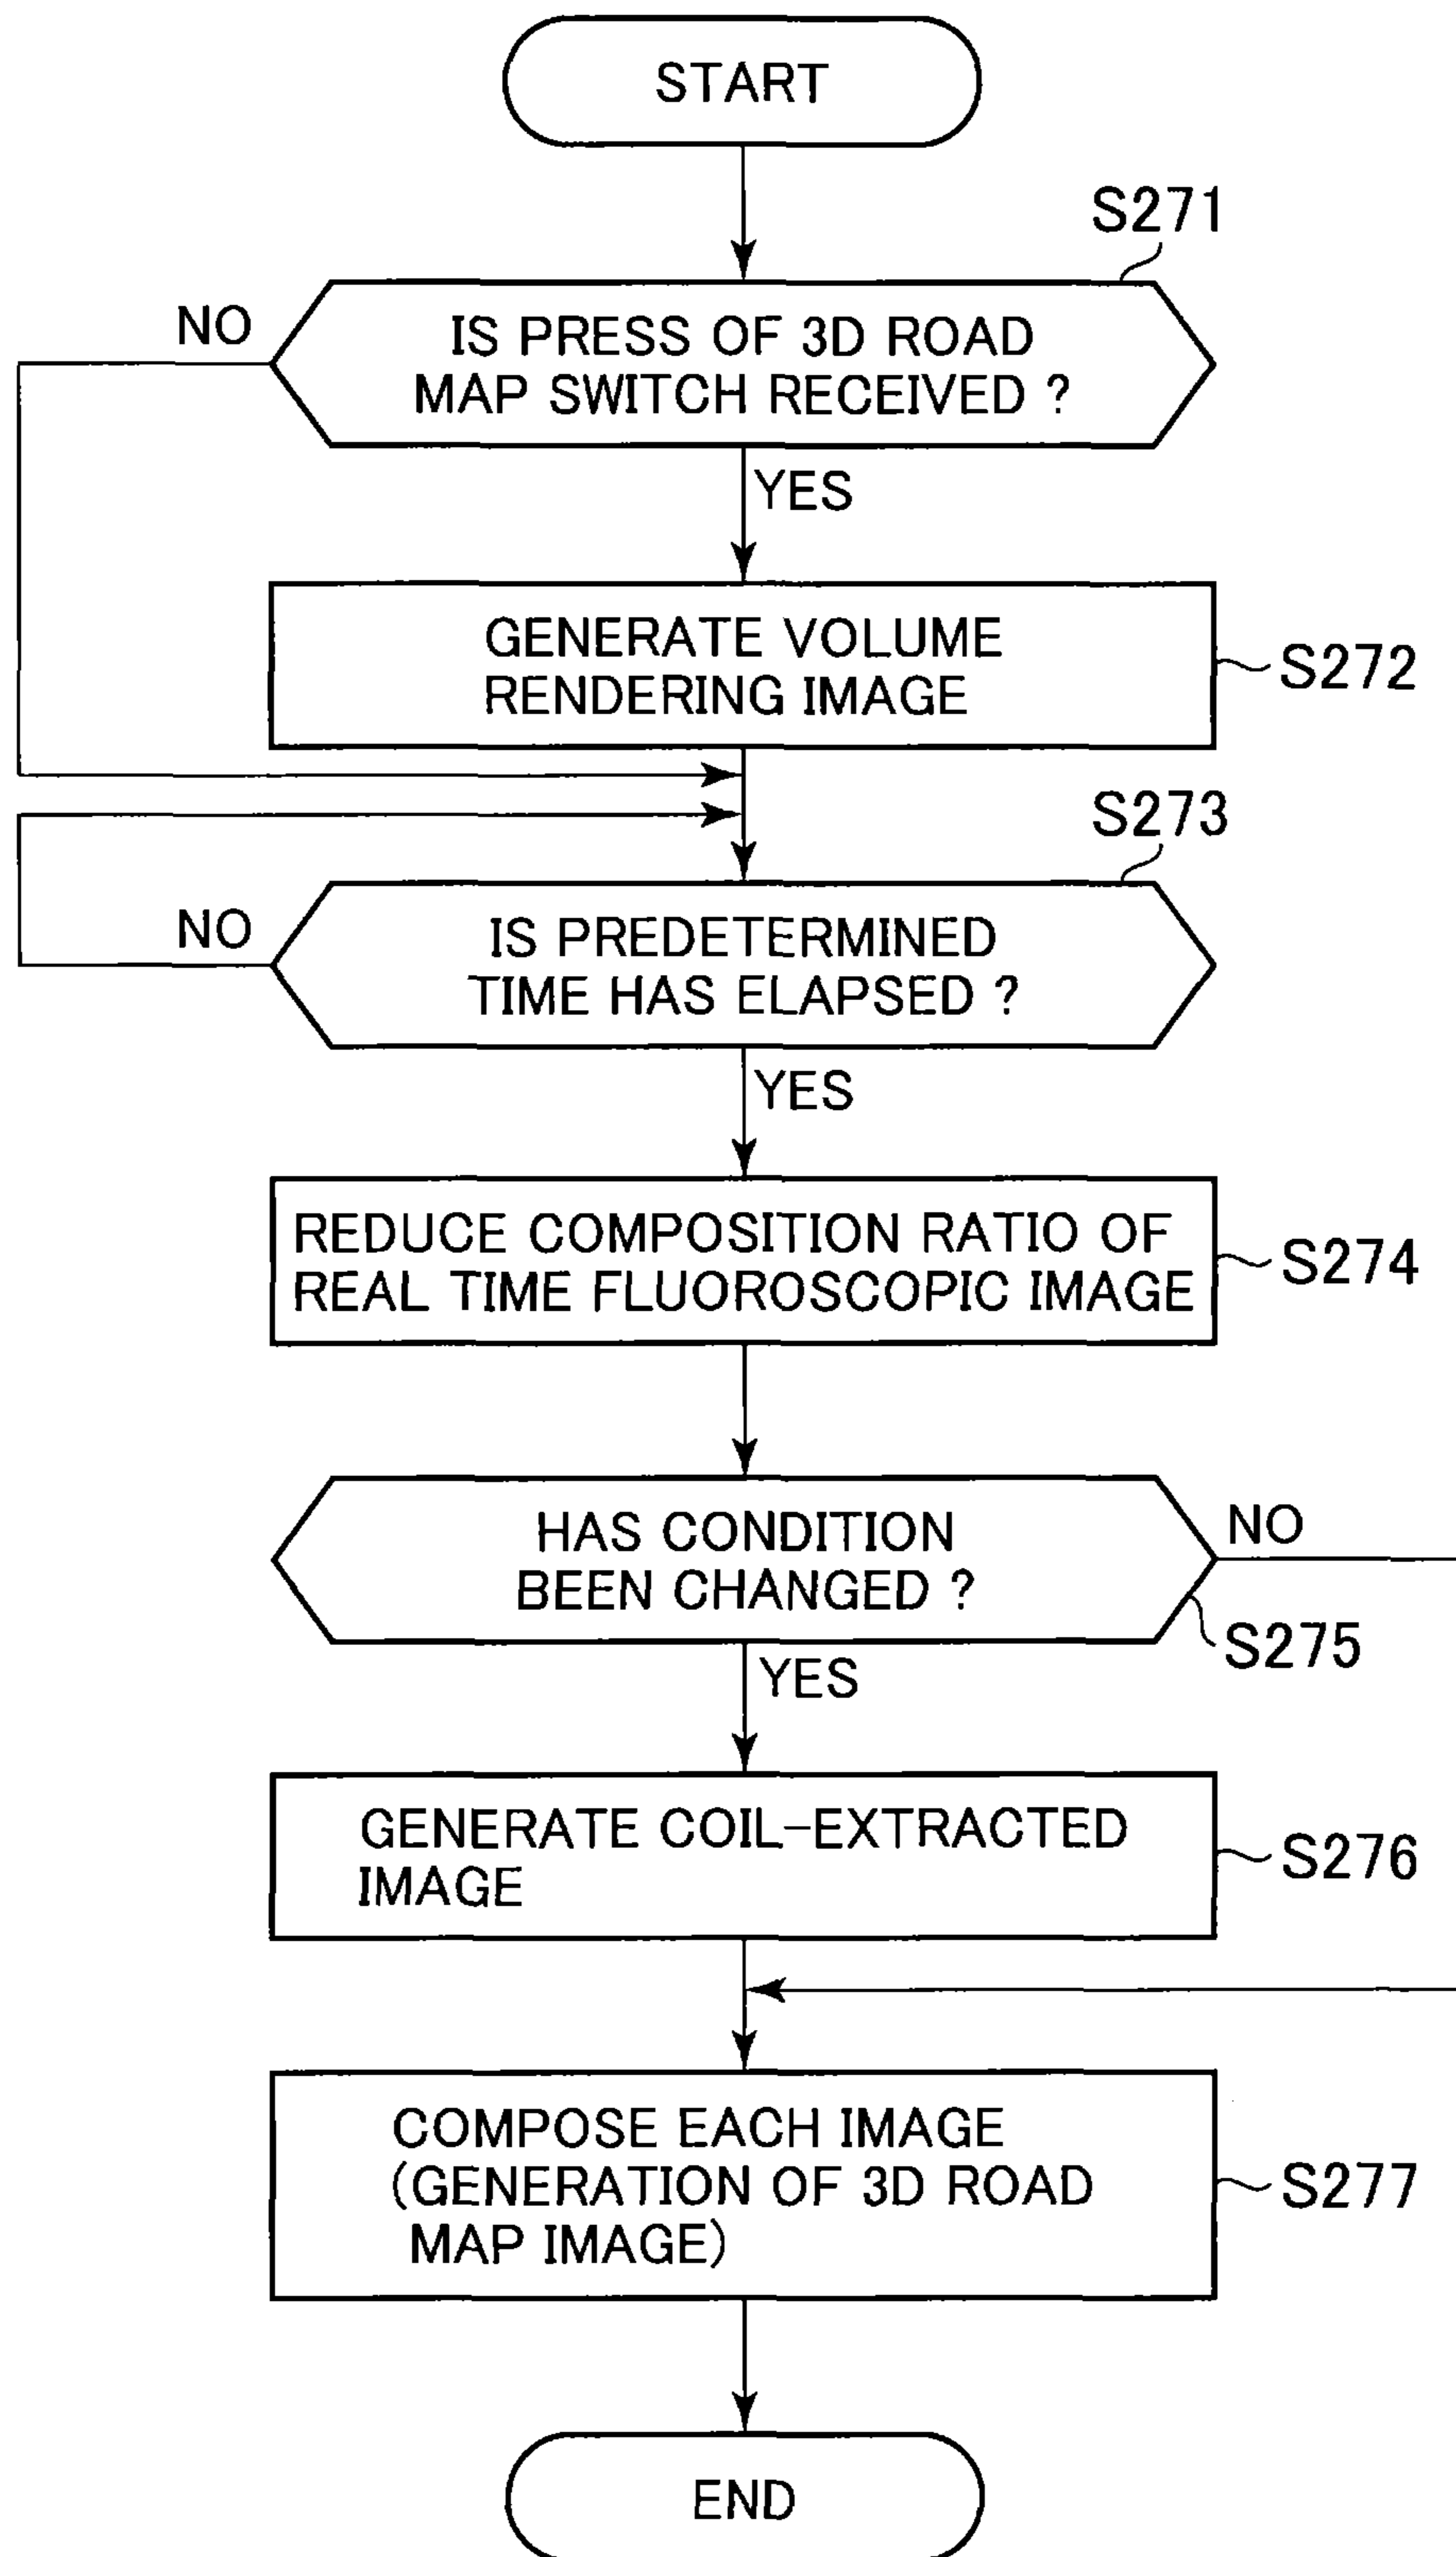 START
S271
NO
IS PRESS OF 3D ROAD
MAP SWITCH RECEIVED ?
YES
GENERATE VOLUME
RENDERING IMAGE
S272
S273
NO
IS PREDETERMINED
TIME HAS ELAPSED ?
YES
REDUCE COMPOSITION RATIO OF
REAL TIME FLUOROSCOPIC IMAGE
S274
HAS CONDITION
BEEN CHANGED ?
NO
S275
YES
GENERATE COIL-EXTRACTED
IMAGE
S276
COMPOSE EACH IMAGE
(GENERATION OF 3D ROAD
MAP IMAGE)
S277
END